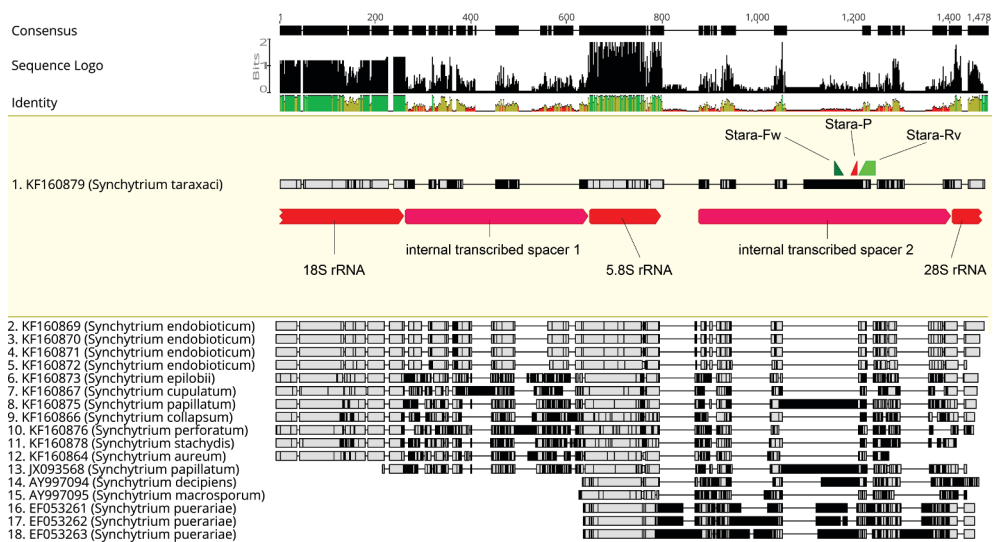 Consensus
1 200 400 600 800 1,000 1,200 1,400 1,478
Sequence Logo
Bits
2
1
0
Identity
Stara-Fw
Stara-P
Stara-Rv
1. KF160879 (Synchytrium taraxaci)
internal transcribed spacer 1
internal transcribed spacer 2
18S rRNA
5.8S rRNA
28S rRNA
2. KF160869 (Synchytrium endobioticum)
3. KF160870 (Synchytrium endobioticum)
4. KF160871 (Synchytrium endobioticum)
5. KF160872 (Synchytrium endobioticum)
6. KF160873 (Synchytrium epilobii)
7. KF160867 (Synchytrium cupulatum)
8. KF160875 (Synchytrium papillatum)
9. KF160866 (Synchytrium collapsum)
10. KF160876 (Synchytrium perforatum)
11. KF160878 (Synchytrium stachydis)
12. KF160864 (Synchytrium aureum)
13. JX093568 (Synchytrium papillatum)
14. AY997094 (Synchytrium decipiens)
15. AY997095 (Synchytrium macrosporum)
16. EF053261 (Synchytrium puerariae)
17. EF053262 (Synchytrium puerariae)
18. EF053263 (Synchytrium puerariae)